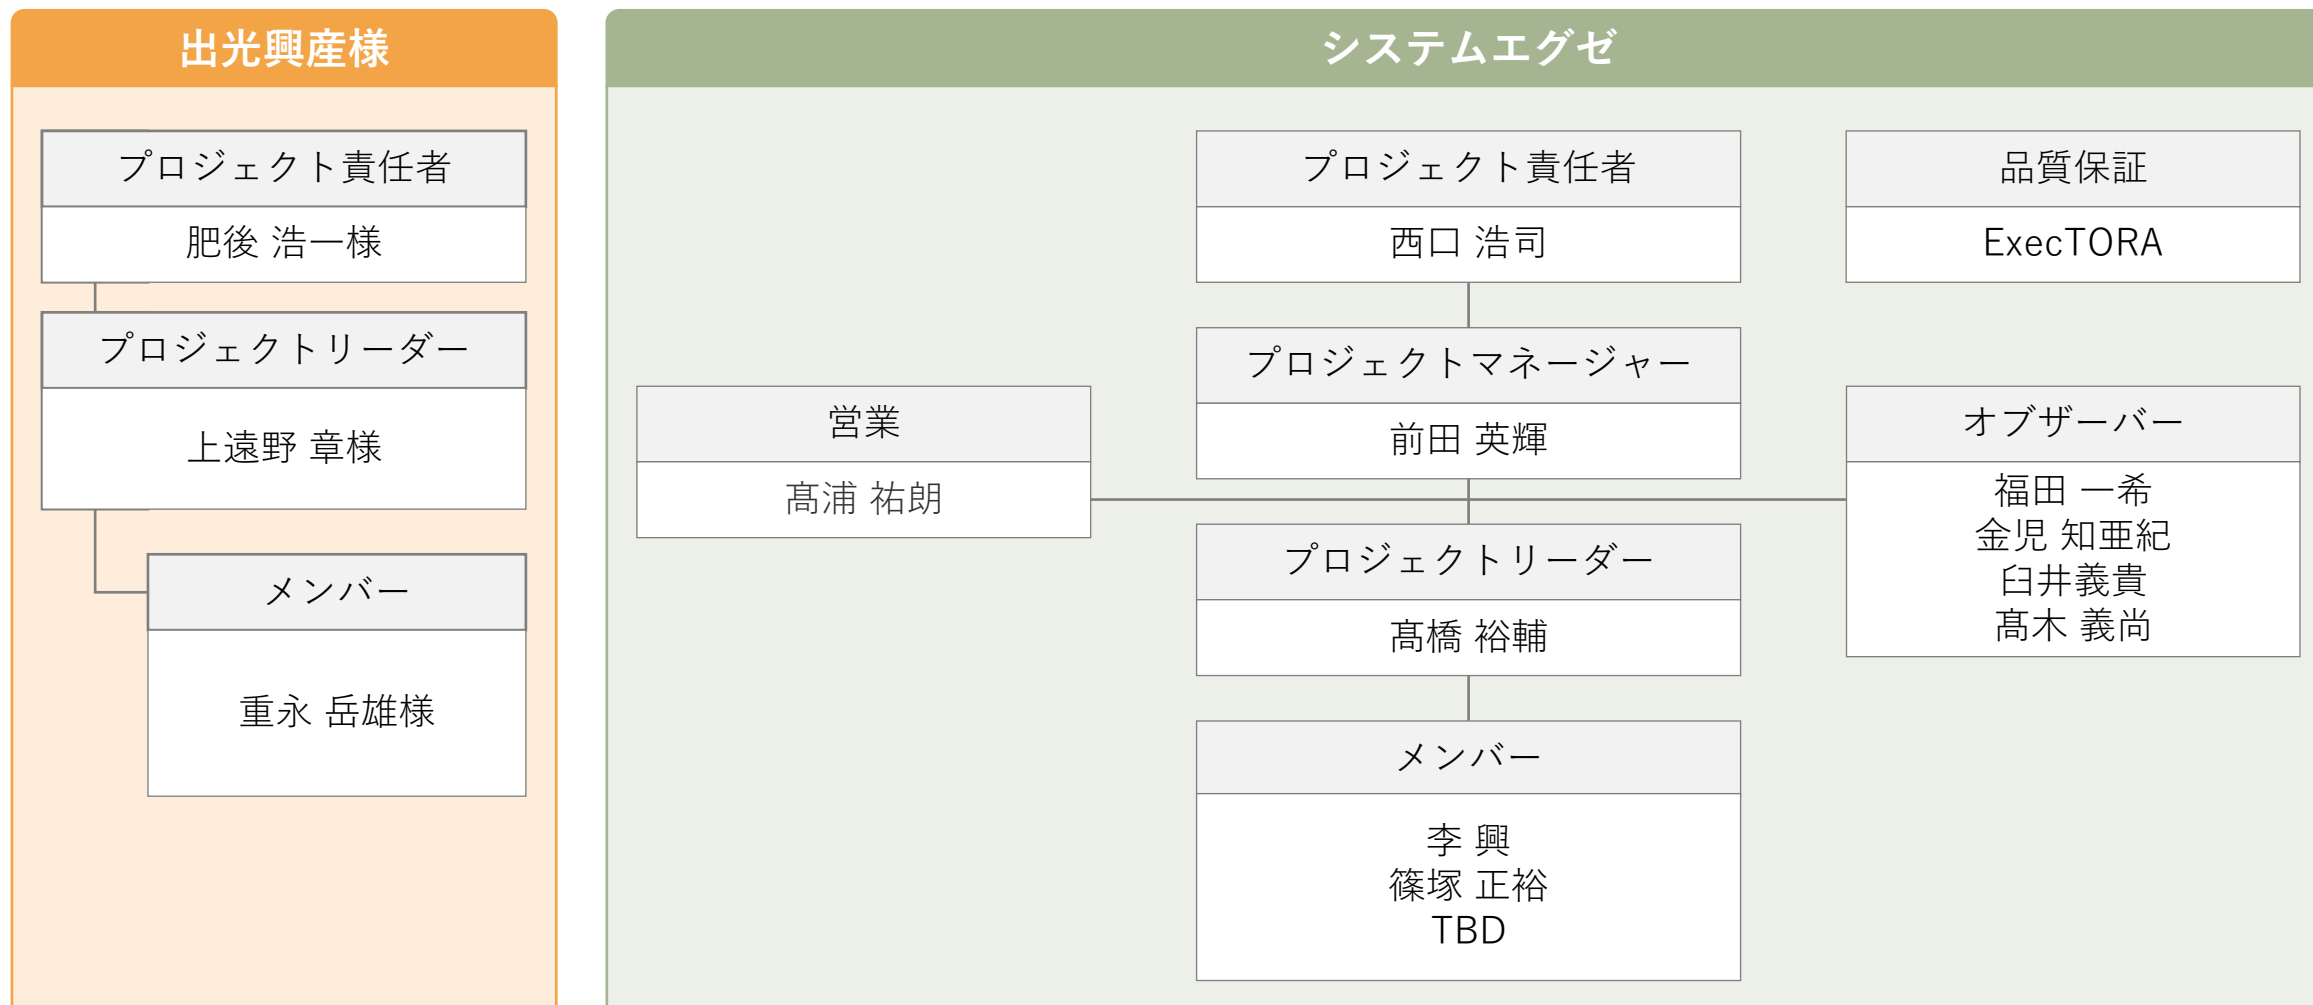 出光興産様
プロジェクト責任者
肥後 浩一様
プロジェクトリーダー
上遠野 章様
メンバー
重永 岳雄様
システムエグゼ
プロジェクト責任者
西口 浩司
品質保証
ExecTORA
プロジェクトマネージャー
前田 英輝
営業
髙浦 祐朗
オブザーバー
福田 一希
金児 知亜紀
臼井義貴
髙木 義尚
プロジェクトリーダー
髙橋 裕輔
メンバー
李 興
篠塚 正裕
TBD